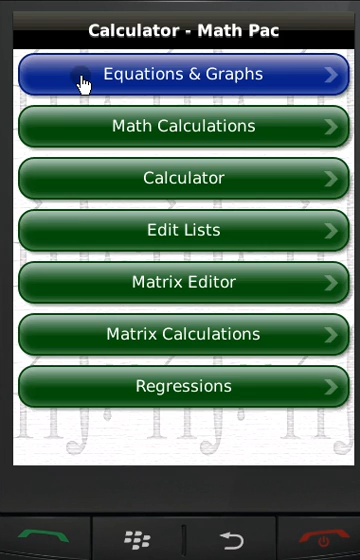 Calculator - Math Pac
Equations & Graphs
Math Calculations
Calculator
Edit Lists
Matrix Editor
Matrix Calculations
Regressions